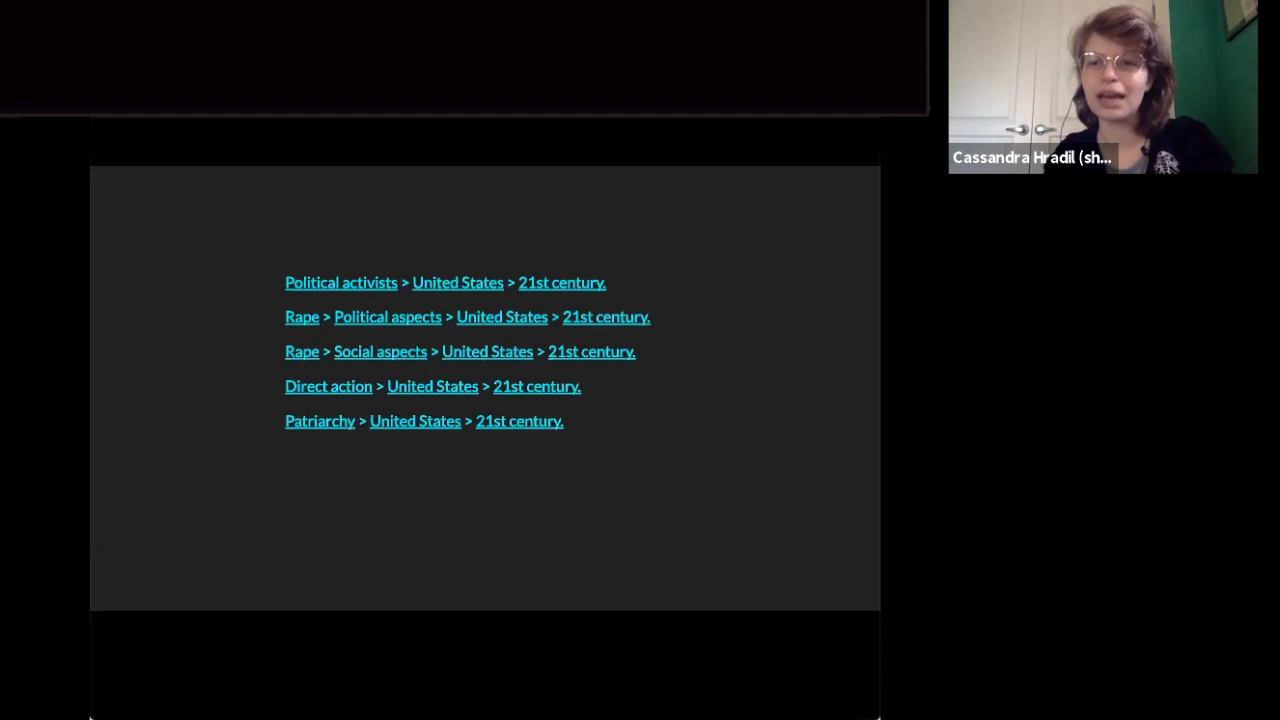 Cassandra Hradil (sh...
Political activists > United States > 21st century.
Rape > Political aspects > United States > 21st century.
Rape > Social aspects > United States > 21st century.
Direct action > United States > 21st century.
Patriarchy > United States > 21st century.